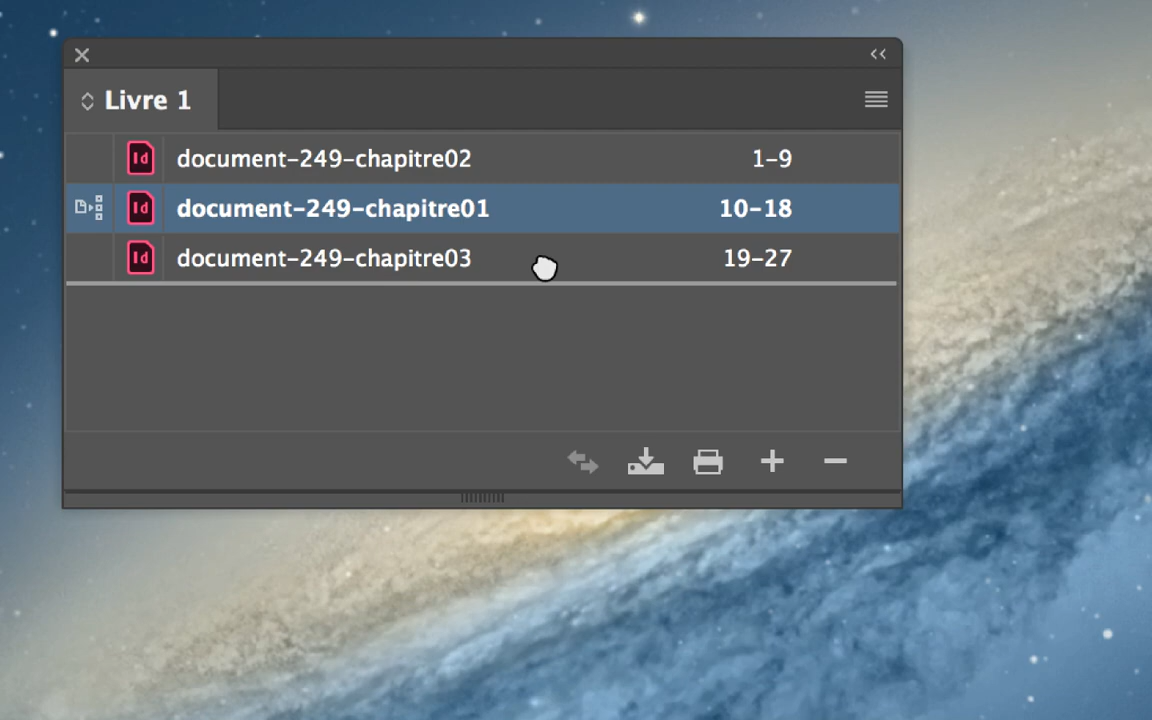 Livre 1
Id document-249-chapitre02 1-9
Id document-249-chapitre01 10-18
Id document-249-chapitre03 19-27